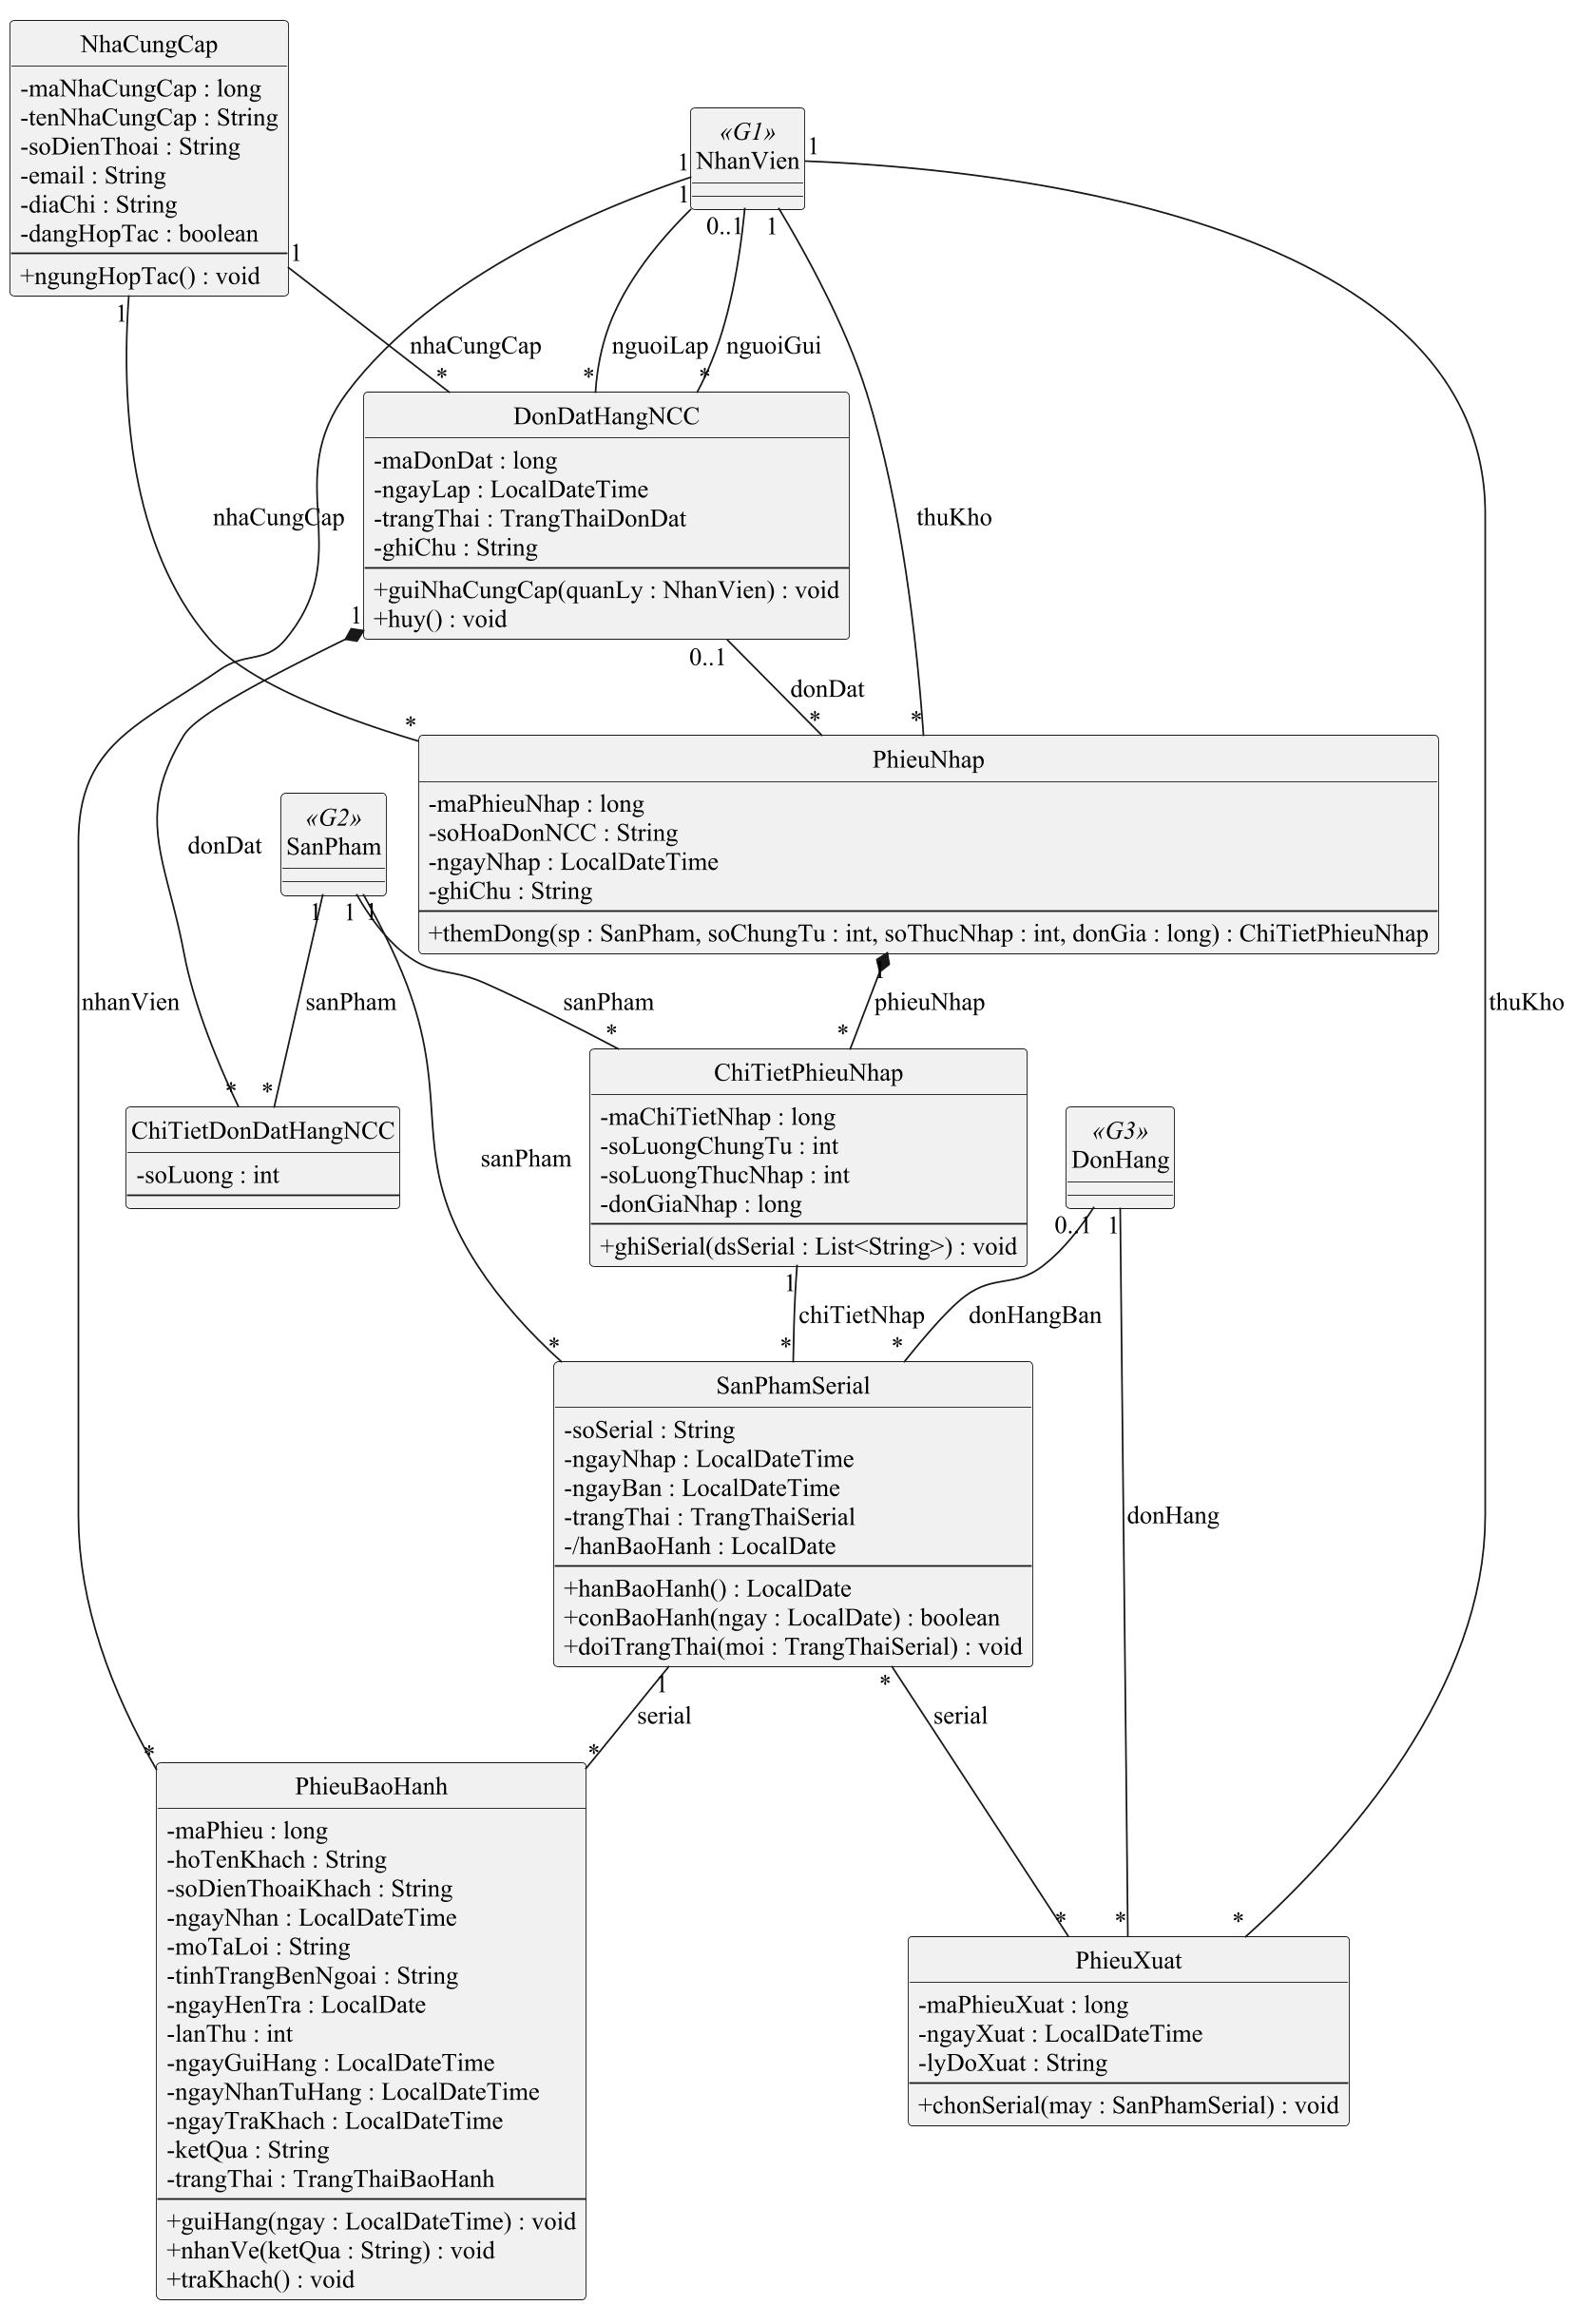 NhaCungCap
-maNhaCungCap : long
-tenNhaCungCap : String
-soDienThoai : String
-email : String
-diaChi : String
-dangHopTac : boolean
+ngungHopTac() : void
«G1»
NhanVien
1
1
1
0..1
1
1
1
nhaCungCap
nguoiLap
nguoiGui
*
*
*
DonDatHangNCC
-maDonDat : long
-ngayLap : LocalDateTime
-trangThai : TrangThaiDonDat
-ghiChu : String
+guiNhaCungCap(quanLy : NhanVien) : void
+huy() : void
nhaCungCap
thuKho
1
0..1
donDat
*
*
*
PhieuNhap
-maPhieuNhap : long
-soHoaDonNCC : String
-ngayNhap : LocalDateTime
-ghiChu : String
+themDong(sp : SanPham, soChungTu : int, soThucNhap : int, donGia : long) : ChiTietPhieuNhap
«G2»
SanPham
donDat
1
1
1
1
nhanVien
sanPham
sanPham
phieuNhap
thuKho
*
*
*
*
ChiTietDonDatHangNCC
-soLuong : int
sanPham
ChiTietPhieuNhap
-maChiTietNhap : long
-soLuongChungTu : int
-soLuongThucNhap : int
-donGiaNhap : long
+ghiSerial(dsSerial : List<String>) : void
«G3»
DonHang
0..1
1
1
chiTietNhap
donHangBan
*
*
*
SanPhamSerial
-soSerial : String
-ngayNhap : LocalDateTime
-ngayBan : LocalDateTime
-trangThai : TrangThaiSerial
-/hanBaoHanh : LocalDate
+hanBaoHanh() : LocalDate
+conBaoHanh(ngay : LocalDate) : boolean
+doiTrangThai(moi : TrangThaiSerial) : void
donHang
1
*
serial
serial
*
*
PhieuBaoHanh
-maPhieu : long
-hoTenKhach : String
-soDienThoaiKhach : String
-ngayNhan : LocalDateTime
-moTaLoi : String
-tinhTrangBenNgoai : String
-ngayHenTra : LocalDate
-lanThu : int
-ngayGuiHang : LocalDateTime
-ngayNhanTuHang : LocalDateTime
-ngayTraKhach : LocalDateTime
-ketQua : String
-trangThai : TrangThaiBaoHanh
+guiHang(ngay : LocalDateTime) : void
+nhanVe(ketQua : String) : void
+traKhach() : void
*
*
*
PhieuXuat
-maPhieuXuat : long
-ngayXuat : LocalDateTime
-lyDoXuat : String
+chonSerial(may : SanPhamSerial) : void